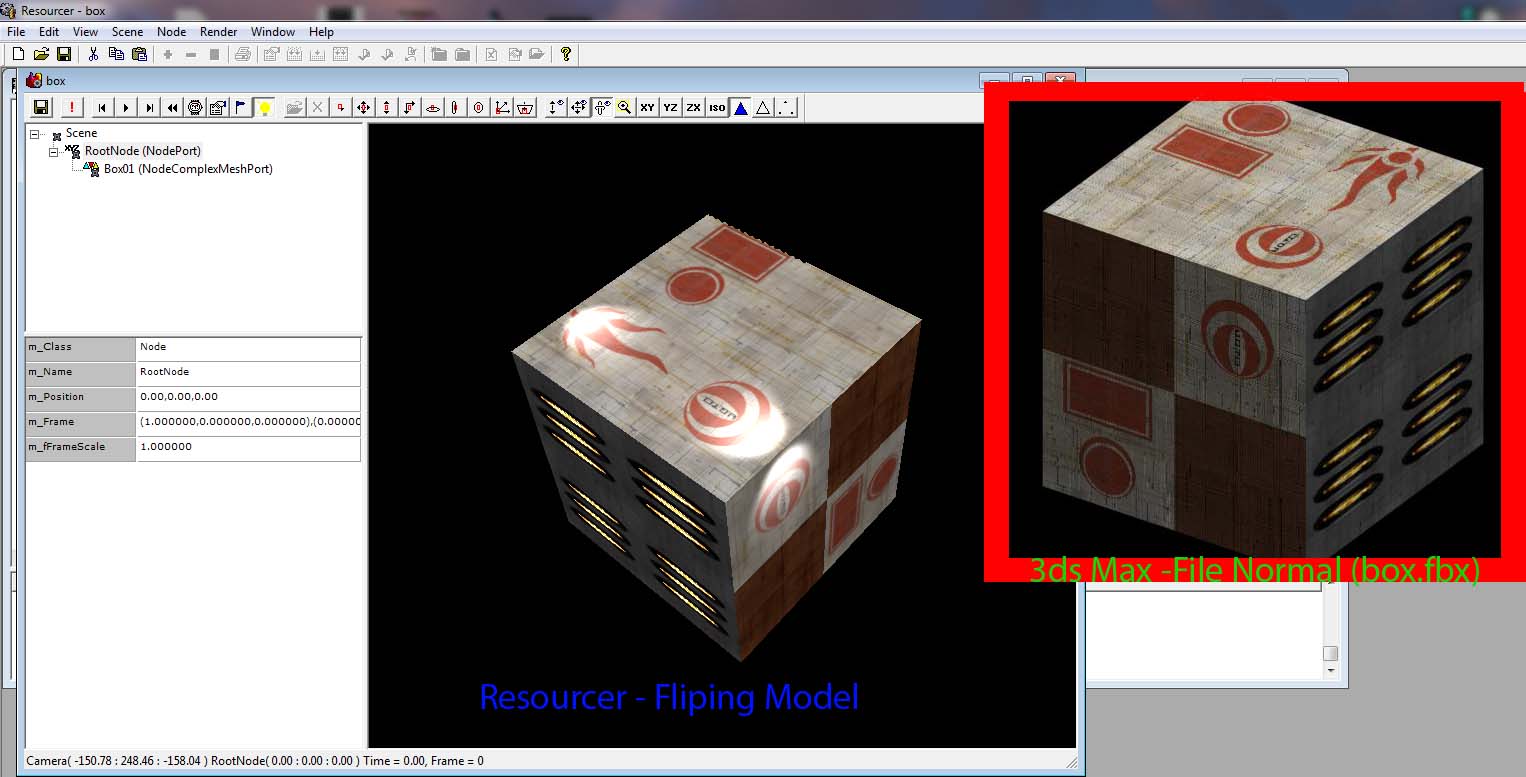 Resourcer - box
File Edit View Scene Node Render Window Help
box
XY YZ ZX ISO
Scene
RootNode (NodePort)
Box01 (NodeComplexMeshPort)
m_Class Node
m_Name RootNode
m_Position 0.00,0.00,0.00
m_Frame (1.000000,0.000000,0.000000),(0.00000
m_fFrameScale 1.000000
3ds Max -File Normal (box.fbx)
Resourcer - Fliping Model
Camera( -150.78 : 248.46 : -158.04 ) RootNode( 0.00 : 0.00 : 0.00 ) Time = 0.00, Frame = 0